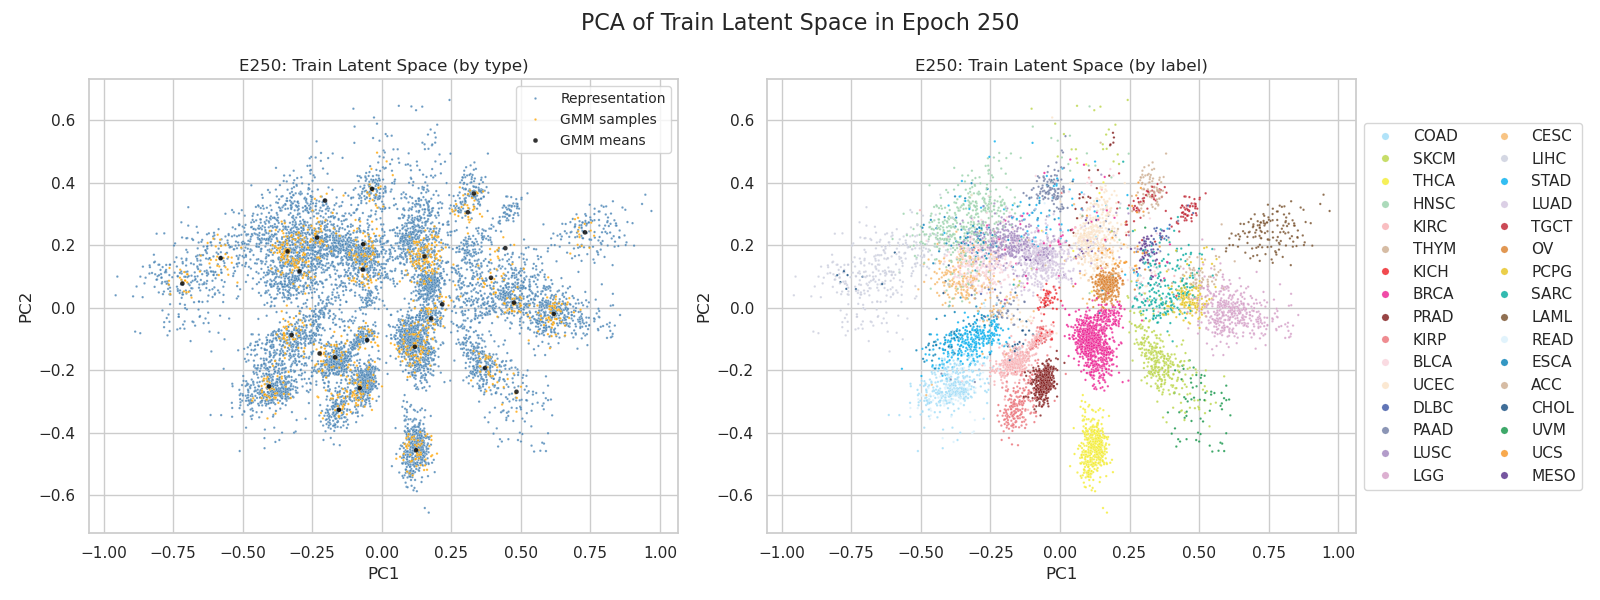 PCA of Train Latent Space in Epoch 250
E250: Train Latent Space (by type)
Representation
GMM samples
GMM means
PC2
0.6
0.4
0.2
0.0
−0.2
−0.4
−0.6
−1.00 −0.75 −0.50 −0.25 0.00 0.25 0.50 0.75 1.00
PC1
E250: Train Latent Space (by label)
PC2
0.6
0.4
0.2
0.0
−0.2
−0.4
−0.6
−1.00 −0.75 −0.50 −0.25 0.00 0.25 0.50 0.75 1.00
PC1
COAD CESC
SKCM LIHC
THCA STAD
HNSC LUAD
KIRC TGCT
THYM OV
KICH PCPG
BRCA SARC
PRAD LAML
KIRP READ
BLCA ESCA
UCEC ACC
DLBC CHOL
PAAD UVM
LUSC UCS
LGG MESO